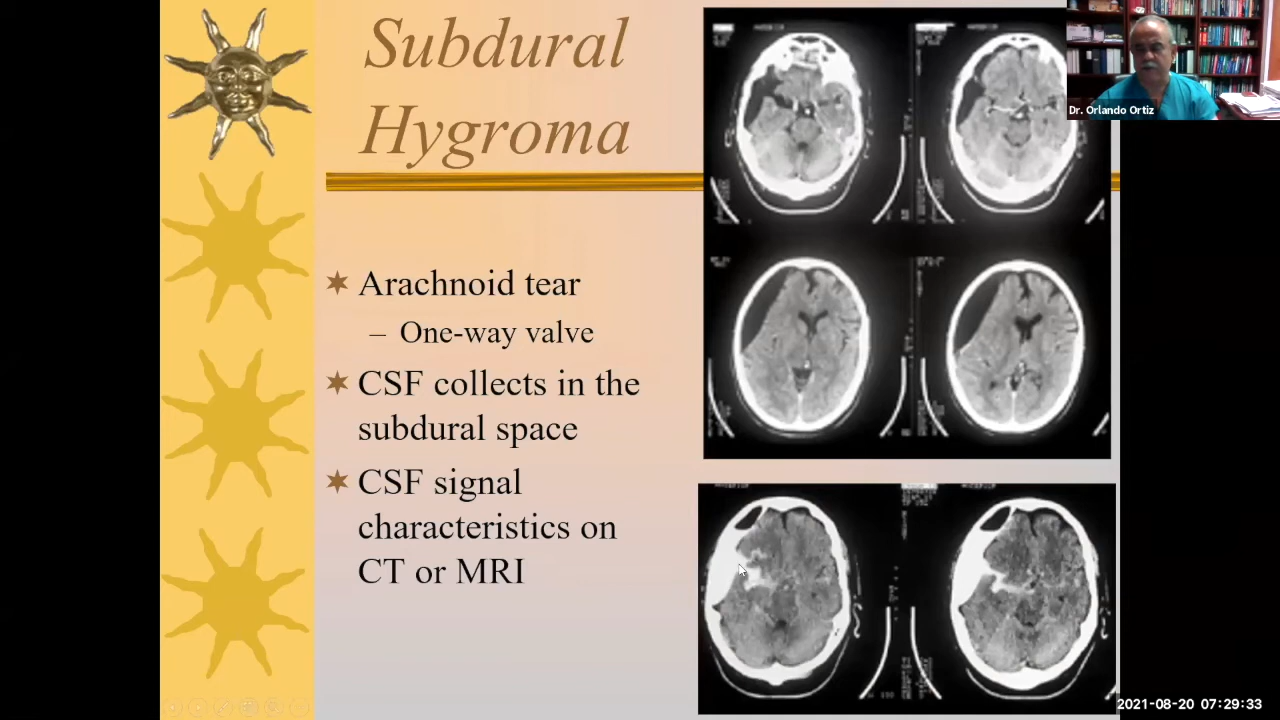 Subdural
Hygroma
Dr. Orlando Ortiz
Arachnoid tear
– One-way valve
CSF collects in the
subdural space
CSF signal
characteristics on
CT or MRI
2021-08-20 07:29:33